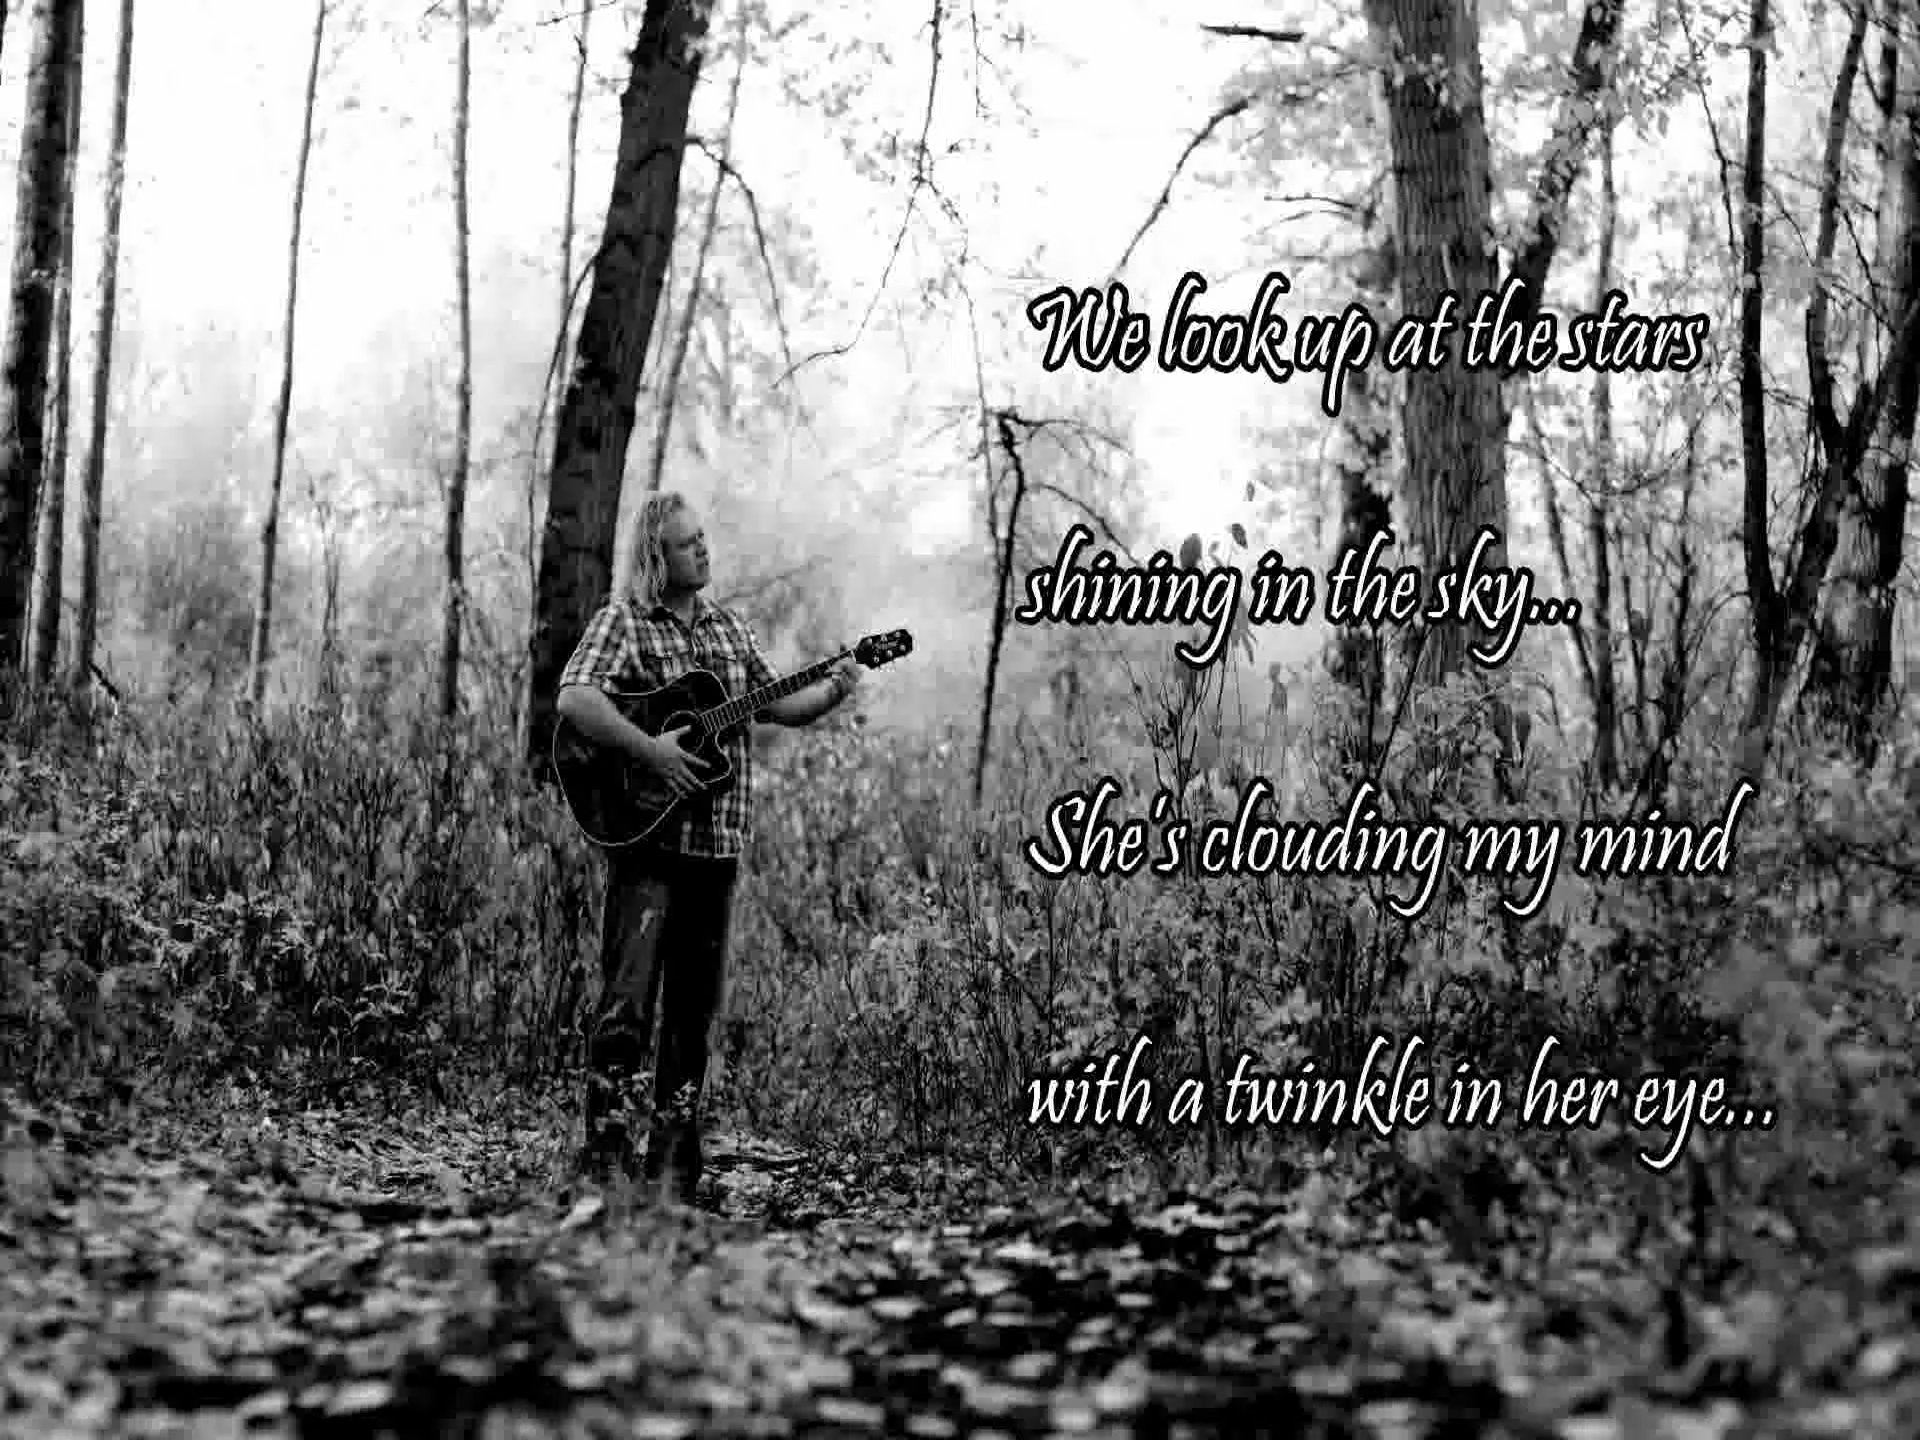 We look up at the stars
shining in the sky...
She's clouding my mind
with a twinkle in her eye...